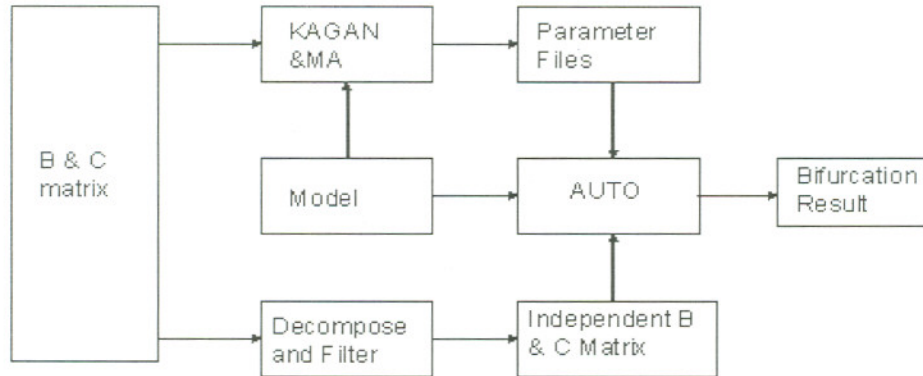 B & C
matrix
KAGAN
&MA
Parameter
Files
Model
AUTO
Bifurcation
Result
Decompose
and Filter
Independent B
& C Matrix